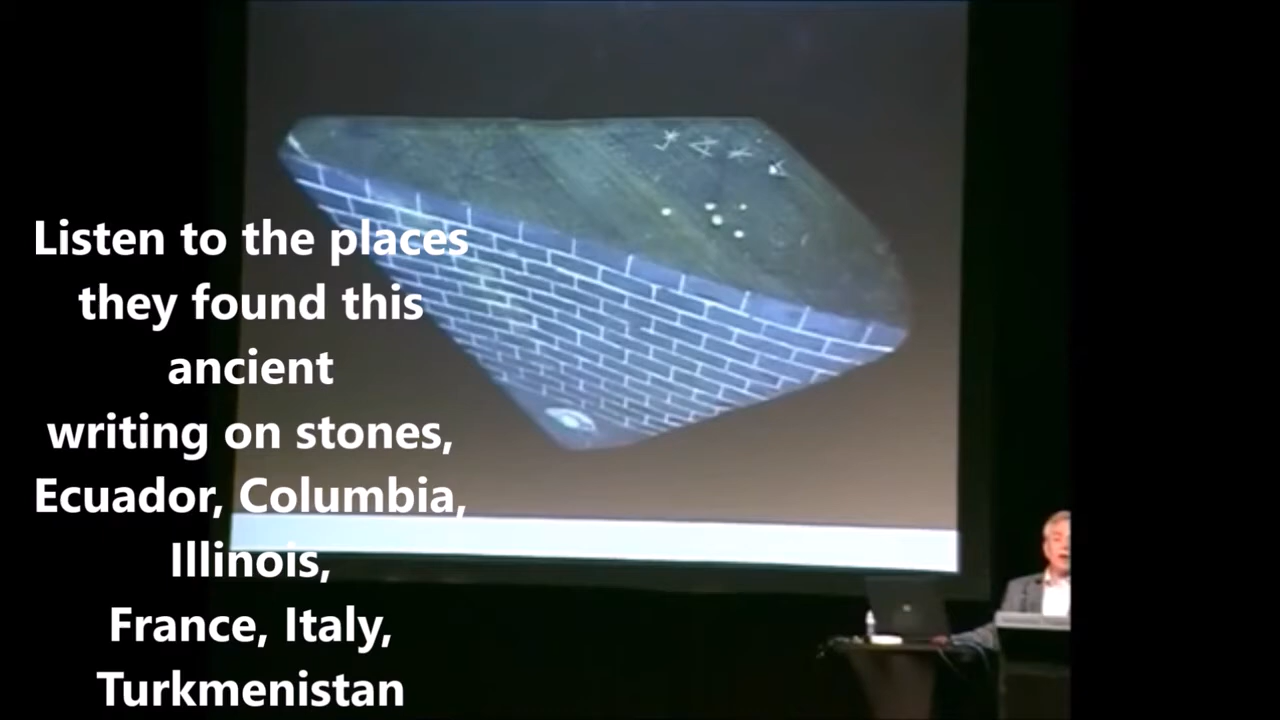 Listen to the places
they found this
ancient
writing on stones,
Ecuador, Columbia,
Illinois,
France, Italy,
Turkmenistan